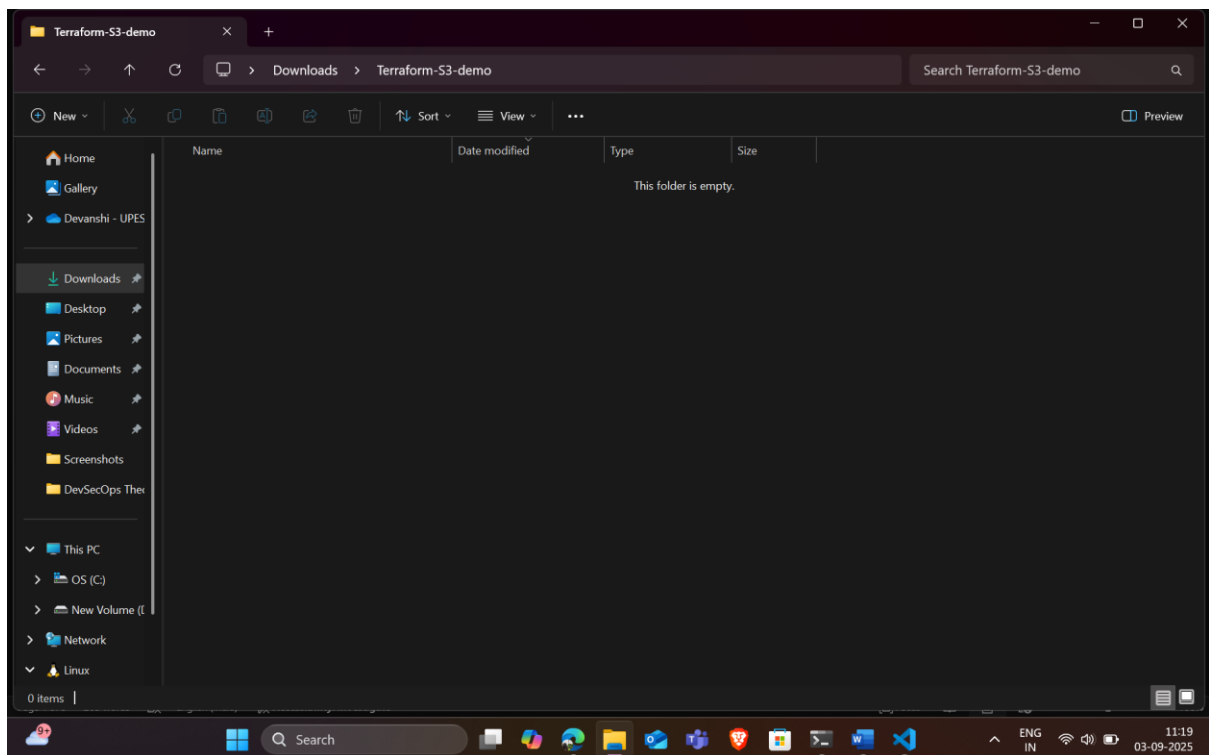 Terraform-S3-demo
Downloads > Terraform-S3-demo
Search Terraform-S3-demo
New
Sort
View
Preview
Name
Date modified
Type
Size
This folder is empty.
Home
Gallery
Devanshi - UPES
Downloads
Desktop
Pictures
Documents
Music
Videos
Screenshots
DevSecOps
This PC
OS (C:)
New Volume
Network
Linux
0 items
9+
Search
ENG
IN
11:19
03-09-2025